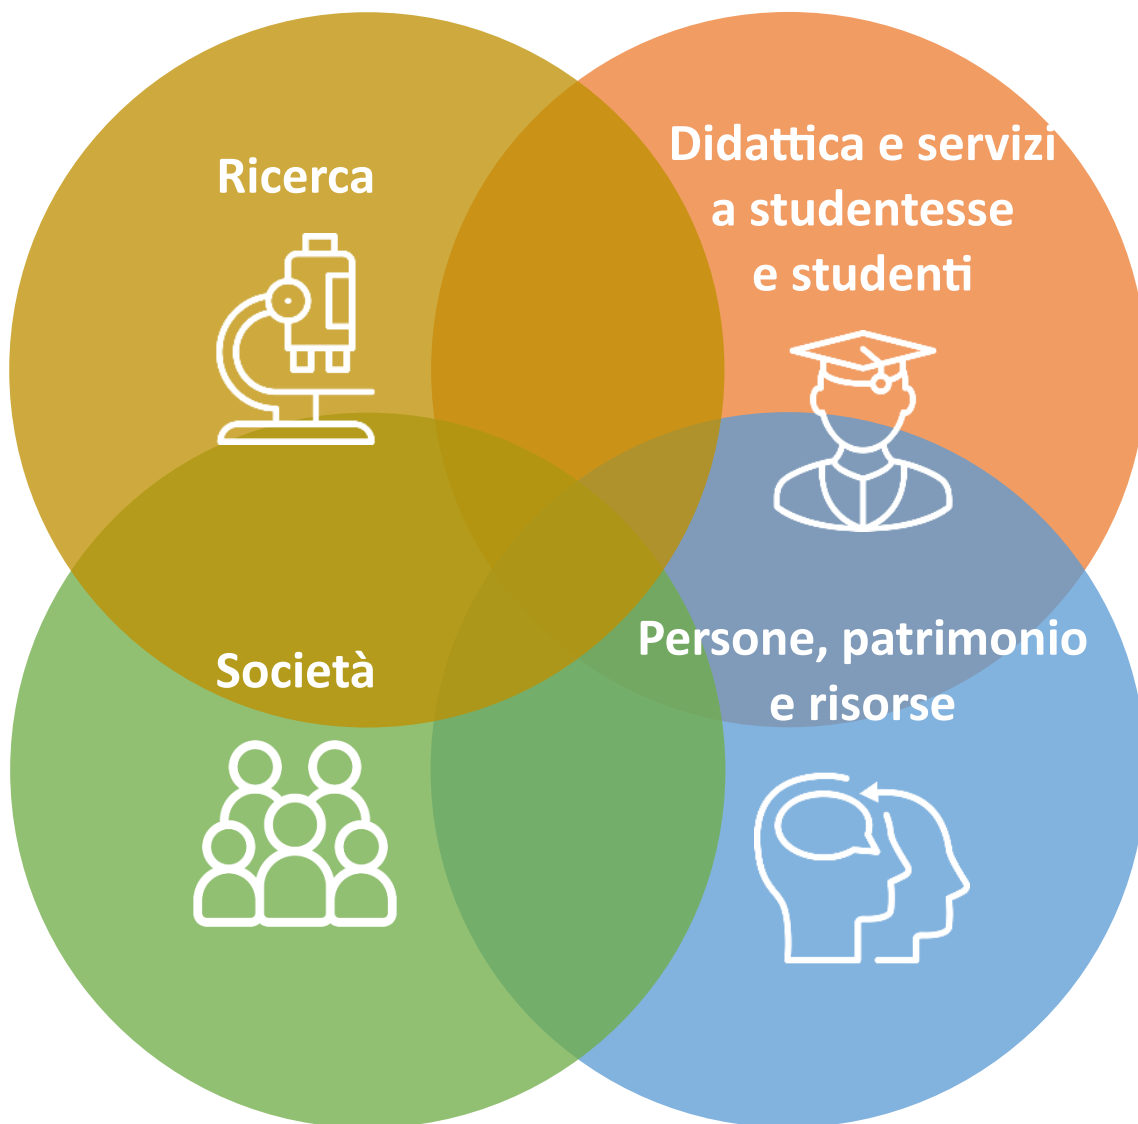 Ricerca
Didattica e servizi
a studentesse
e studenti
Società
Persone, patrimonio
e risorse